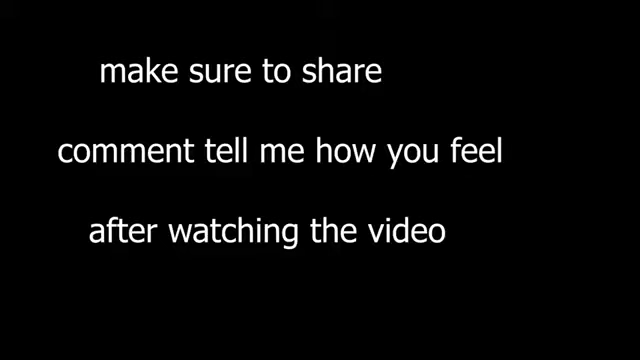 make sure to share
comment tell me how you feel
after watching the video